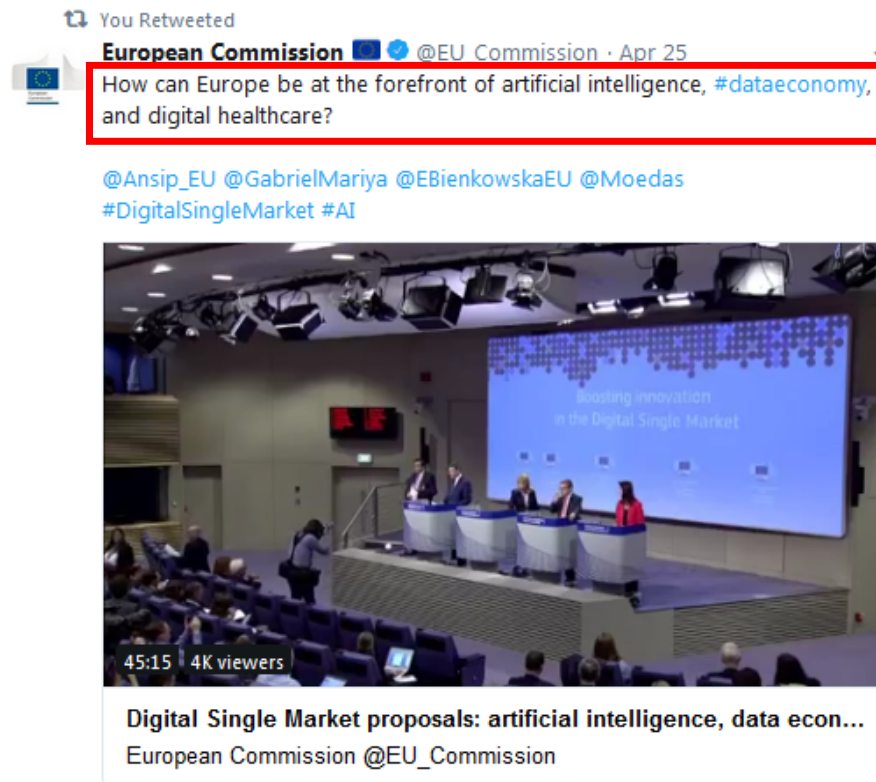 You Retweeted
European Commission @EU_Commission · Apr 25
How can Europe be at the forefront of artificial intelligence, #dataeconomy,
and digital healthcare?
@Ansip_EU @GabrielMariya @EBienkowskaEU @Moedas
#DigitalSingleMarket #AI
Boosting innovation
in the Digital Single Market
45:15 4K viewers
Digital Single Market proposals: artificial intelligence, data econ...
European Commission @EU_Commission